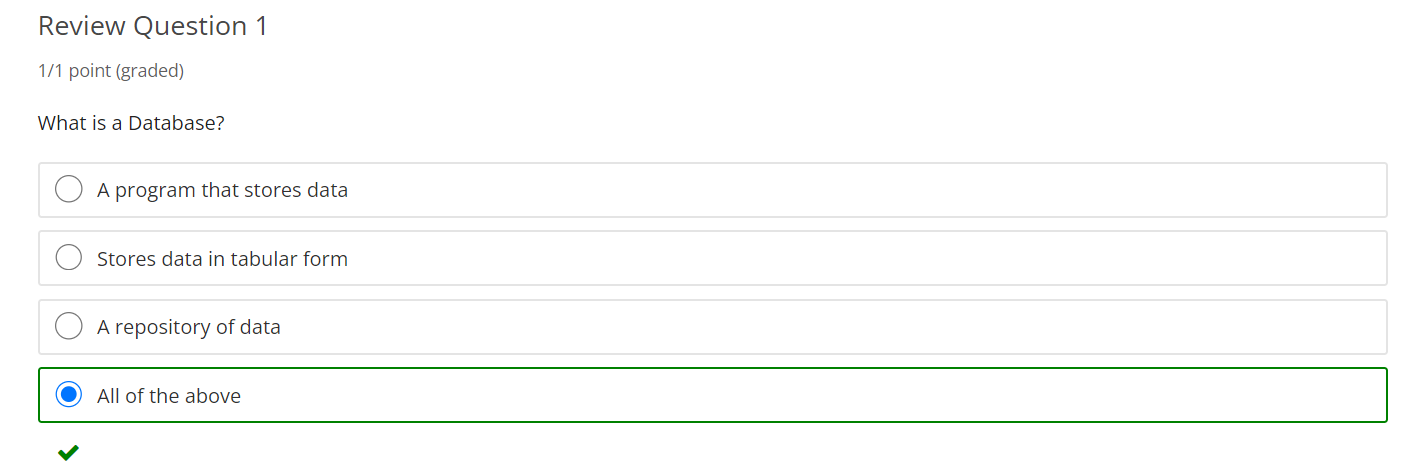 Review Question 1
1/1 point (graded)
What is a Database?
A program that stores data
Stores data in tabular form
A repository of data
All of the above